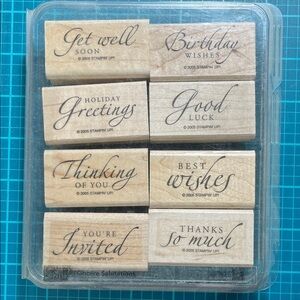 Get well
SOON
© 2005 STAMPIN' UP!
Birthday
WISHES
© 2005 STAMPIN' UP!
HOLIDAY
Greetings
© 2005 STAMPIN' UP!
Good
LUCK
© 2005 STAMPIN' UP!
Thinking
OF YOU
© 2005 STAMPIN' UP!
BEST
wishes
© 2005 STAMPIN' UP!
YOU'RE
Invited
© 2005 STAMPIN' UP!
THANKS
so much
© 2005 STAMPIN' UP!
Sincere Salutations